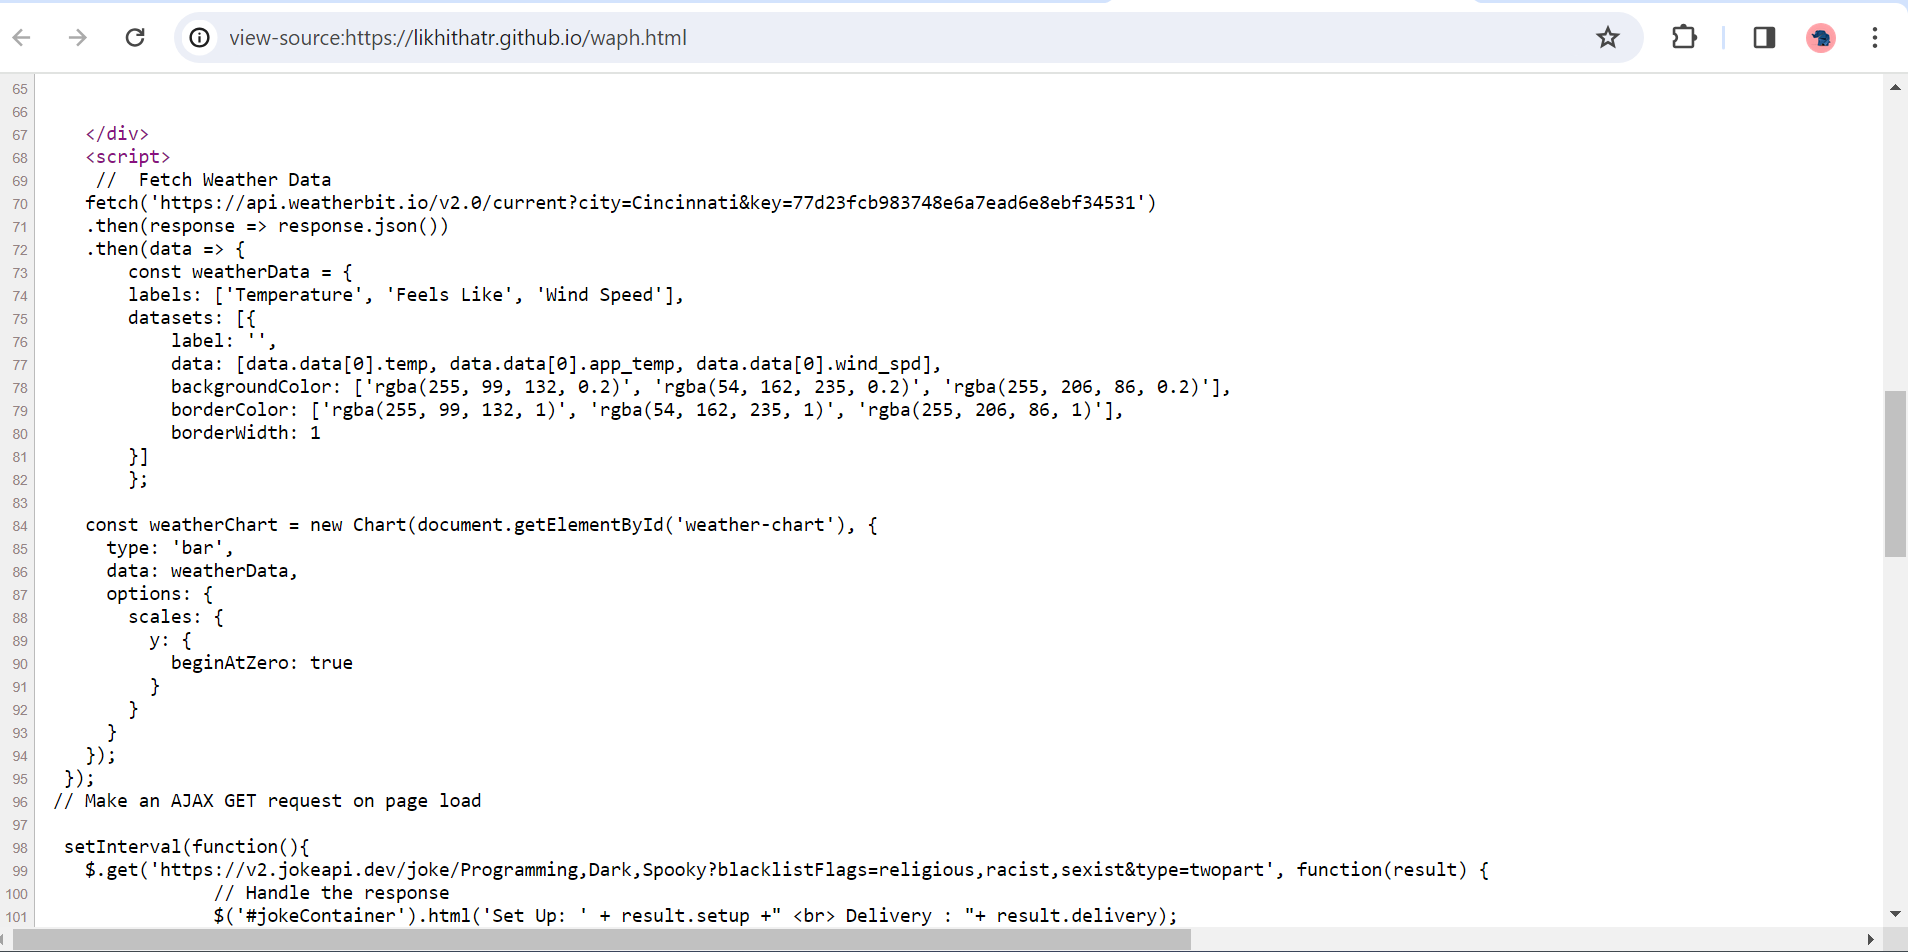 view-source:https://likhithatr.github.io/waph.html
65
66
67 </div>
68 <script>
69 // Fetch Weather Data
70 fetch('https://api.weatherbit.io/v2.0/current?city=Cincinnati&key=77d23fcb983748e6a7ead6e8ebf34531')
71 .then(response => response.json())
72 .then(data => {
73 const weatherData = {
74 labels: ['Temperature', 'Feels Like', 'Wind Speed'],
75 datasets: [{
76 label: '',
77 data: [data.data[0].temp, data.data[0].app_temp, data.data[0].wind_spd],
78 backgroundColor: ['rgba(255, 99, 132, 0.2)', 'rgba(54, 162, 235, 0.2)', 'rgba(255, 206, 86, 0.2)'],
79 borderColor: ['rgba(255, 99, 132, 1)', 'rgba(54, 162, 235, 1)', 'rgba(255, 206, 86, 1)'],
80 borderWidth: 1
81 }]
82 };
83
84 const weatherChart = new Chart(document.getElementById('weather-chart'), {
85 type: 'bar',
86 data: weatherData,
87 options: {
88 scales: {
89 y: {
90 beginAtZero: true
91 }
92 }
93 }
94 });
95 });
96 // Make an AJAX GET request on page load
97
98 setInterval(function(){
99 $.get('https://v2.jokeapi.dev/joke/Programming,Dark,Spooky?blacklistFlags=religious,racist,sexist&type=twopart', function(result) {
100 // Handle the response
101 $('#jokeContainer').html('Set Up: ' + result.setup +" <br> Delivery : "+ result.delivery);